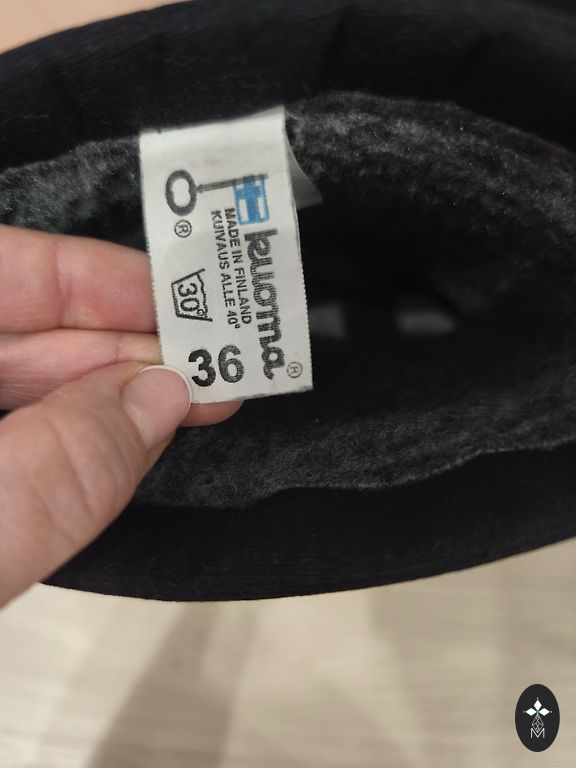 kuoma®
MADE IN FINLAND
KUIVAUS ALLE 40°
®
30°
36
M